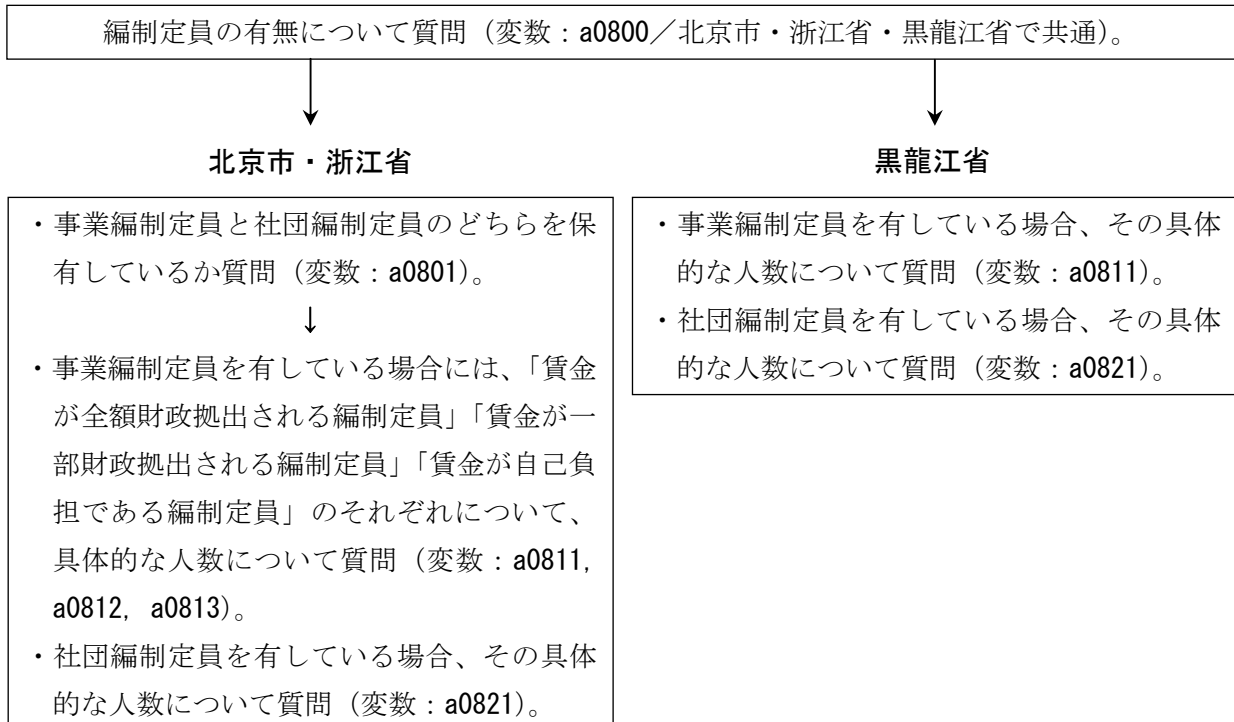 編制定員の有無について質問（変数：a0800／北京市・浙江省・黒龍江省で共通）。
北京市・浙江省
・事業編制定員と社団編制定員のどちらを保
有しているか質問（変数：a0801）。
↓
・事業編制定員を有している場合には、「賃金
が全額財政拠出される編制定員」「賃金が一
部財政拠出される編制定員」「賃金が自己負
担である編制定員」のそれぞれについて、
具体的な人数について質問（変数：a0811,
a0812, a0813）。
・社団編制定員を有している場合、その具体
的な人数について質問（変数：a0821）。
黒龍江省
・事業編制定員を有している場合、その具体
的な人数について質問（変数：a0811）。
・社団編制定員を有している場合、その具体
的な人数について質問（変数：a0821）。